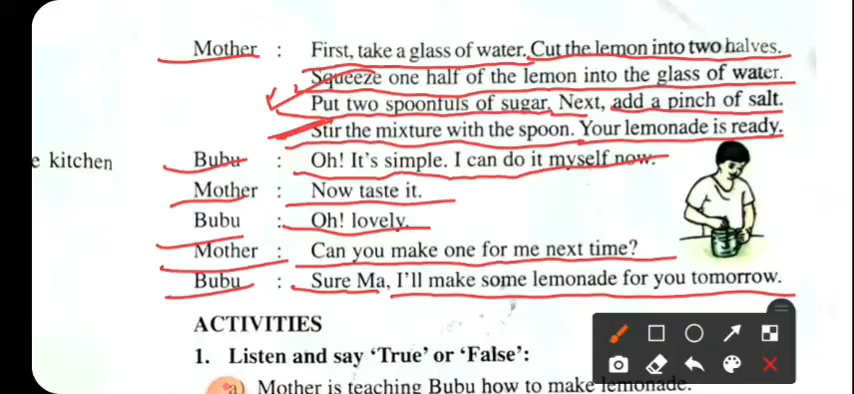 Mother : First, take a glass of water. Cut the lemon into two halves.
Squeeze one half of the lemon into the glass of water.
Put two spoonfuls of sugar. Next, add a pinch of salt.
Stir the mixture with the spoon. Your lemonade is ready.
e kitchen
Bubu : Oh! It's simple. I can do it myself now.
Mother : Now taste it.
Bubu : Oh! lovely.
Mother : Can you make one for me next time?
Bubu : Sure Ma, I'll make some lemonade for you tomorrow.
ACTIVITIES
1. Listen and say 'True' or 'False':
a) Mother is teaching Bubu how to make lemonade.